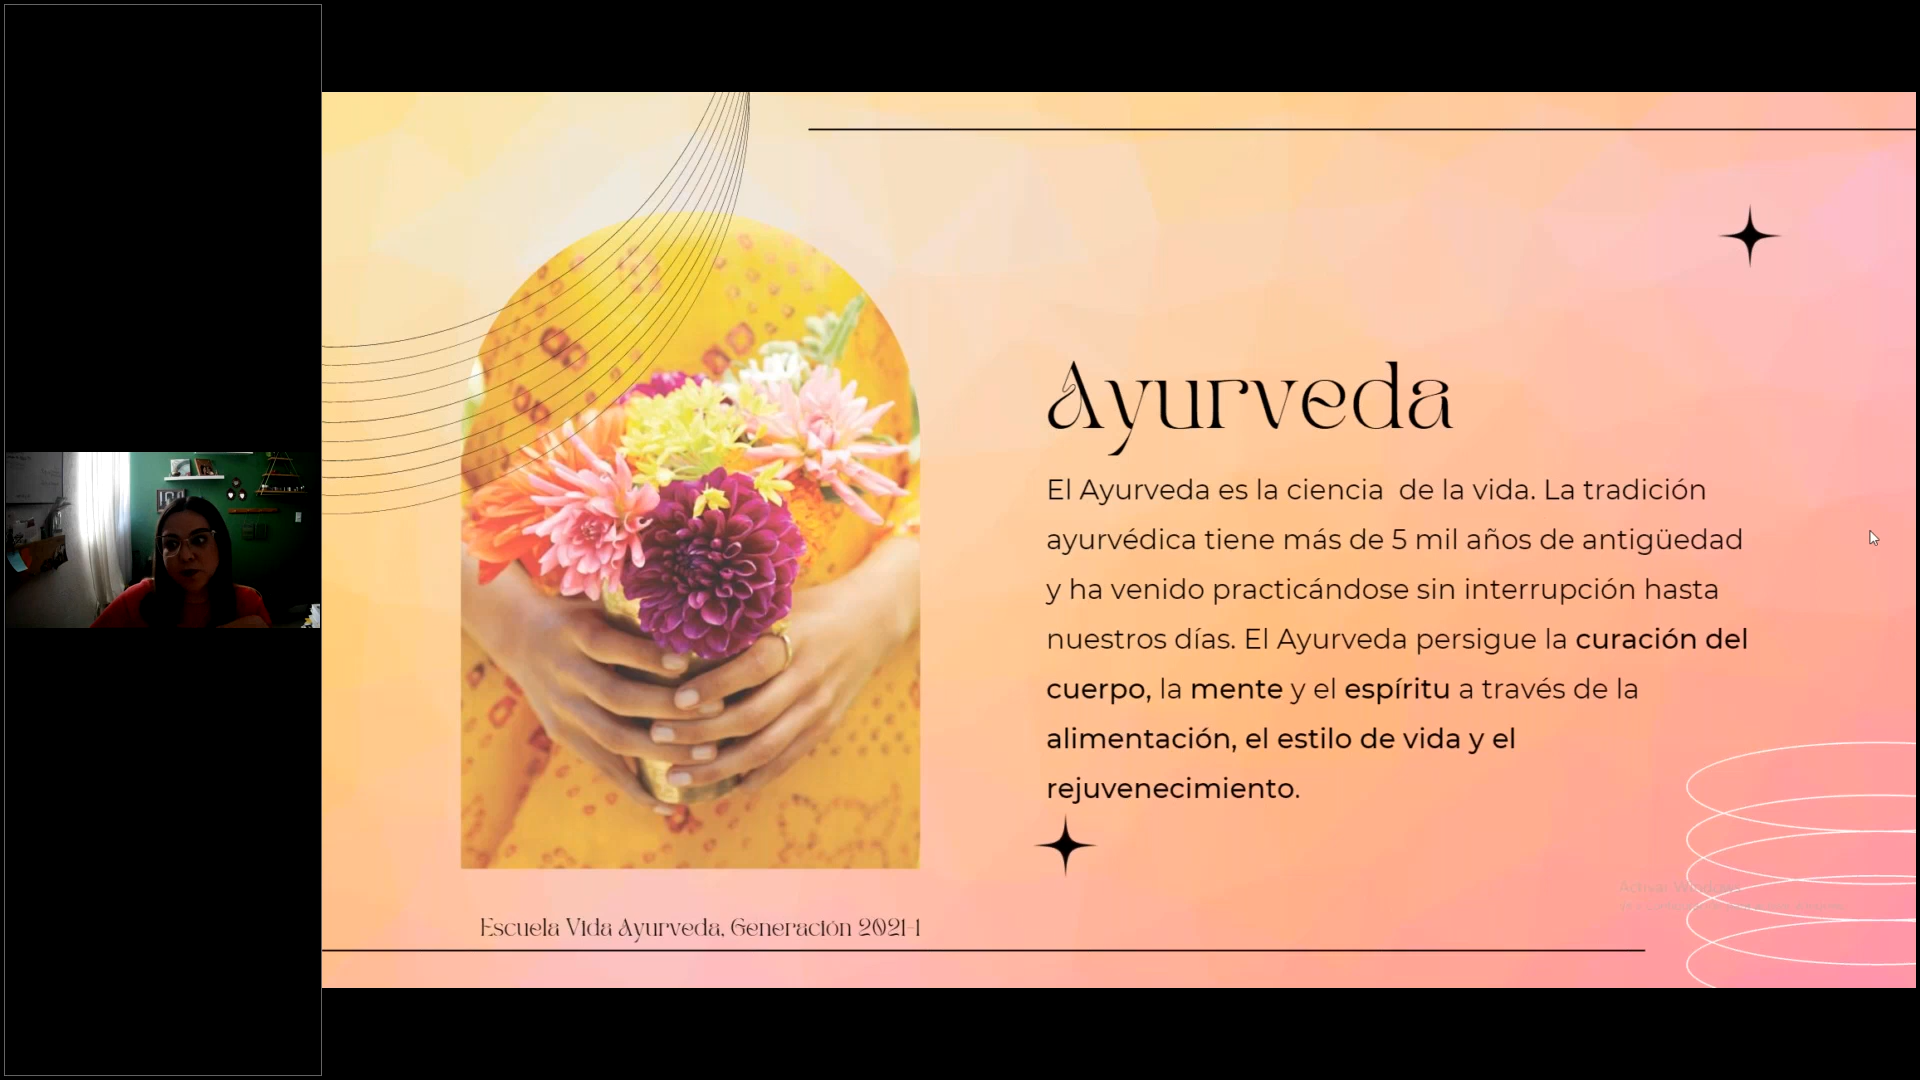 Ayurveda
El Ayurveda es la ciencia  de la vida. La tradición
ayurvédica tiene más de 5 mil años de antigüedad
y ha venido practicándose sin interrupción hasta
nuestros días. El Ayurveda persigue la curación del
cuerpo, la mente y el espíritu a través de la
alimentación, el estilo de vida y el
rejuvenecimiento.
Escuela Vida Ayurveda, Generación 2021-1
Activar Windows